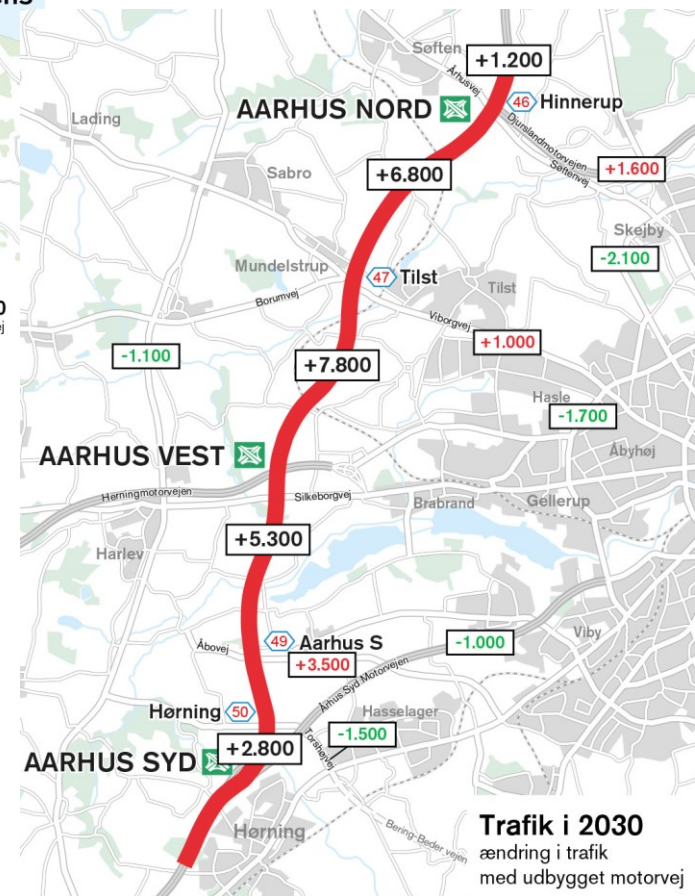 Søften
+1.200
Århusvej
AARHUS NORD
46 Hinnerup
Lading
Djurslandmotorvejen
Søftenvej
+1.600
Sabro
+6.800
Skejby
-2.100
Mundelstrup
47 Tilst
Tilst
Borumvej
Viborgvej
+1.000
-1.100
+7.800
Hasle
-1.700
AARHUS VEST
Åbyhøj
Herningmotorvejen
Silkeborgvej
Brabrand
Gellerup
+5.300
Harlev
Åbovej
49 Aarhus S
-1.000
Viby
+3.500
Århus Syd Motorvejen
Hørning 50
Hasselager
-1.500
Torshøjvej
+2.800
AARHUS SYD
Hørning
Bering-Beder vejen
Trafik i 2030
ændring i trafik
med udbygget motorvej